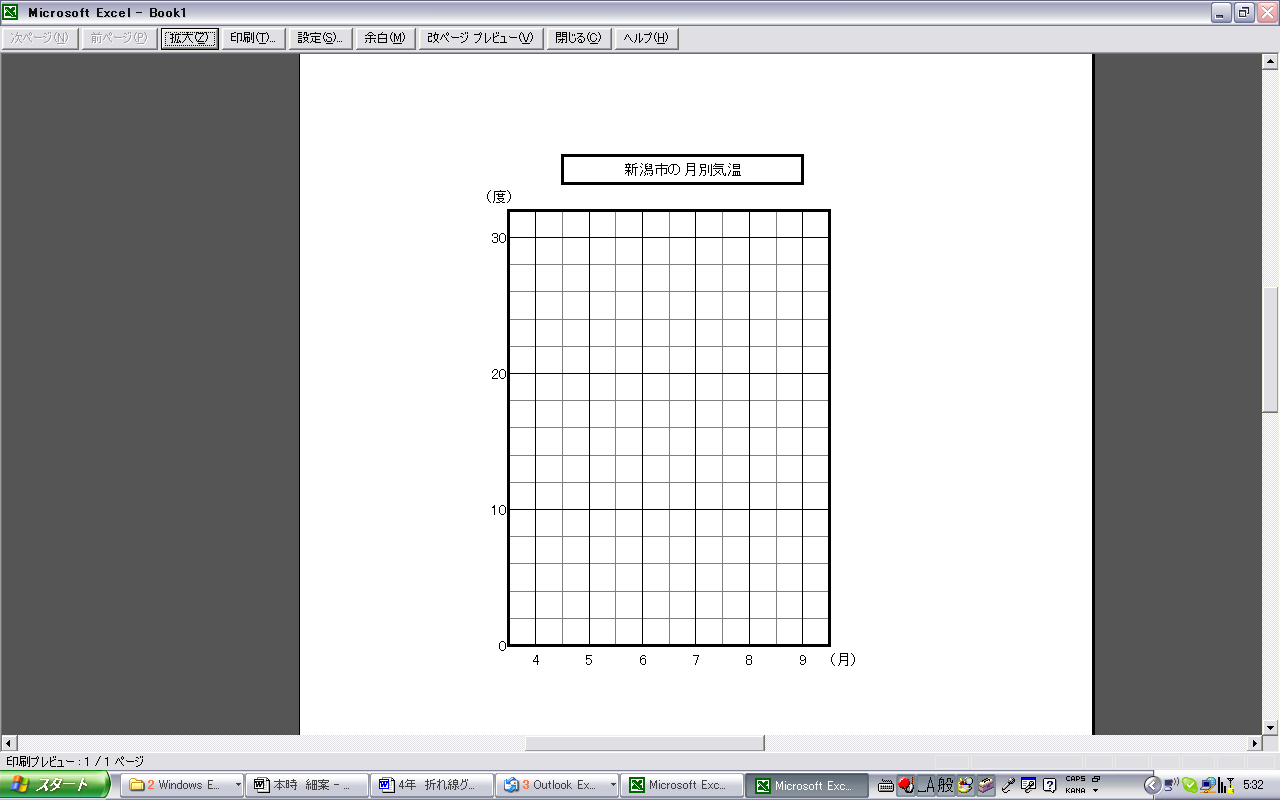 Microsoft Excel - Book1
次ページ(N) 前ページ(P) 拡大(Z) 印刷(T)... 設定(S)... 余白(M) 改ページ プレビュー(V) 閉じる(C) ヘルプ(H)
新潟市の月別気温
(度)
30
20
10
0
4 5 6 7 8 9 (月)
印刷プレビュー : 1 / 1 ページ
スタート 2 Windows E... 本時 細案 - ... 4年 折れ線グ... 3 Outlook Ex... Microsoft Exc... Microsoft Exc... _A 般 CAPS KANA 5:32